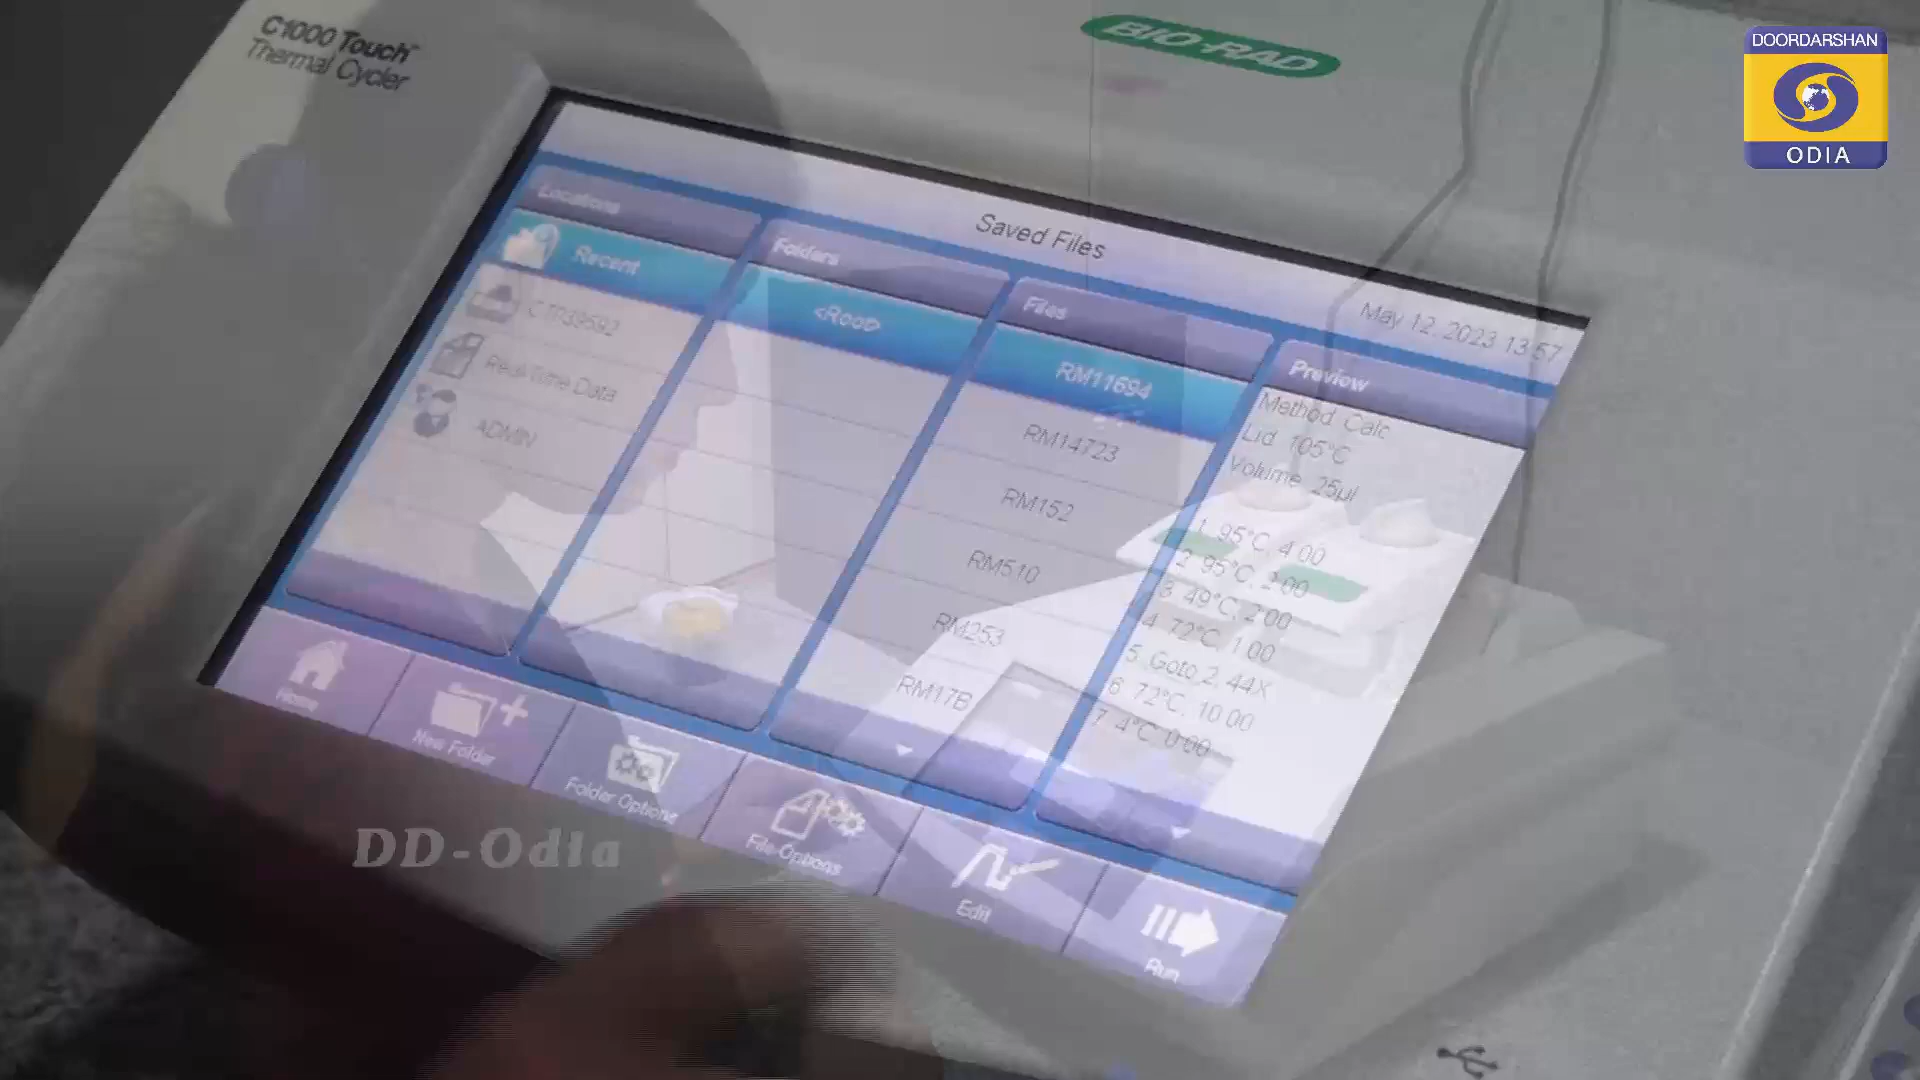 C1000 Touch™
Thermal Cycler
BIO-RAD
DOORDARSHAN
ODIA
Saved Files
May 12, 2023 13:57
Locations
Recent
Real-Time Data
ADMIN
Folders
<Root>
Files
RM11694
RM14723
RM152
RM510
RM253
RM17B
Preview
Method Calc
Lid 105°C
Volume 25µl
1 95°C, 4:00
2 95°C, 2:00
3 49°C, 2:00
4 72°C, 1:00
5 Goto 2, 44X
6 72°C, 10:00
7 4°C, 0:00
Home
New Folder
Folder Options
File Options
Edit
Run
DD-Odia